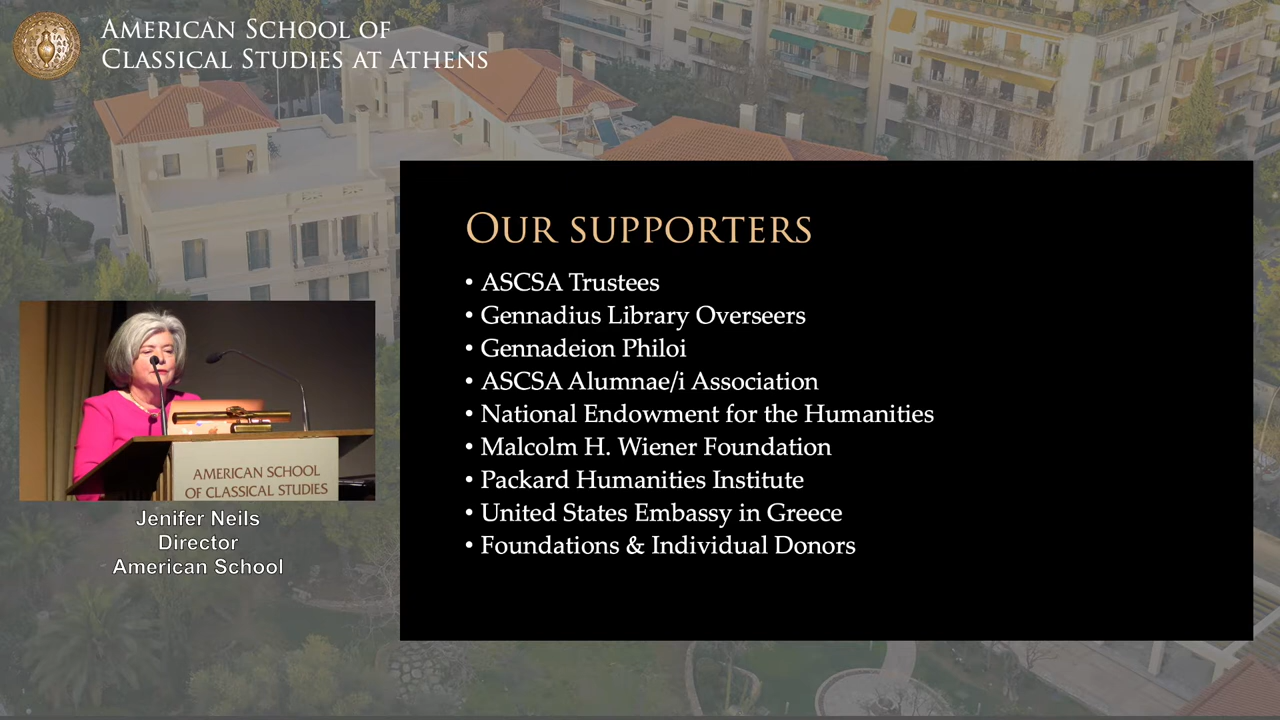 AMERICAN SCHOOL OF
CLASSICAL STUDIES AT ATHENS
OUR SUPPORTERS
• ASCSA Trustees
• Gennadius Library Overseers
• Gennadeion Philoi
• ASCSA Alumnae/i Association
• National Endowment for the Humanities
• Malcolm H. Wiener Foundation
• Packard Humanities Institute
• United States Embassy in Greece
• Foundations & Individual Donors
AMERICAN SCHOOL
OF CLASSICAL STUDIES
Jenifer Neils
Director
American School